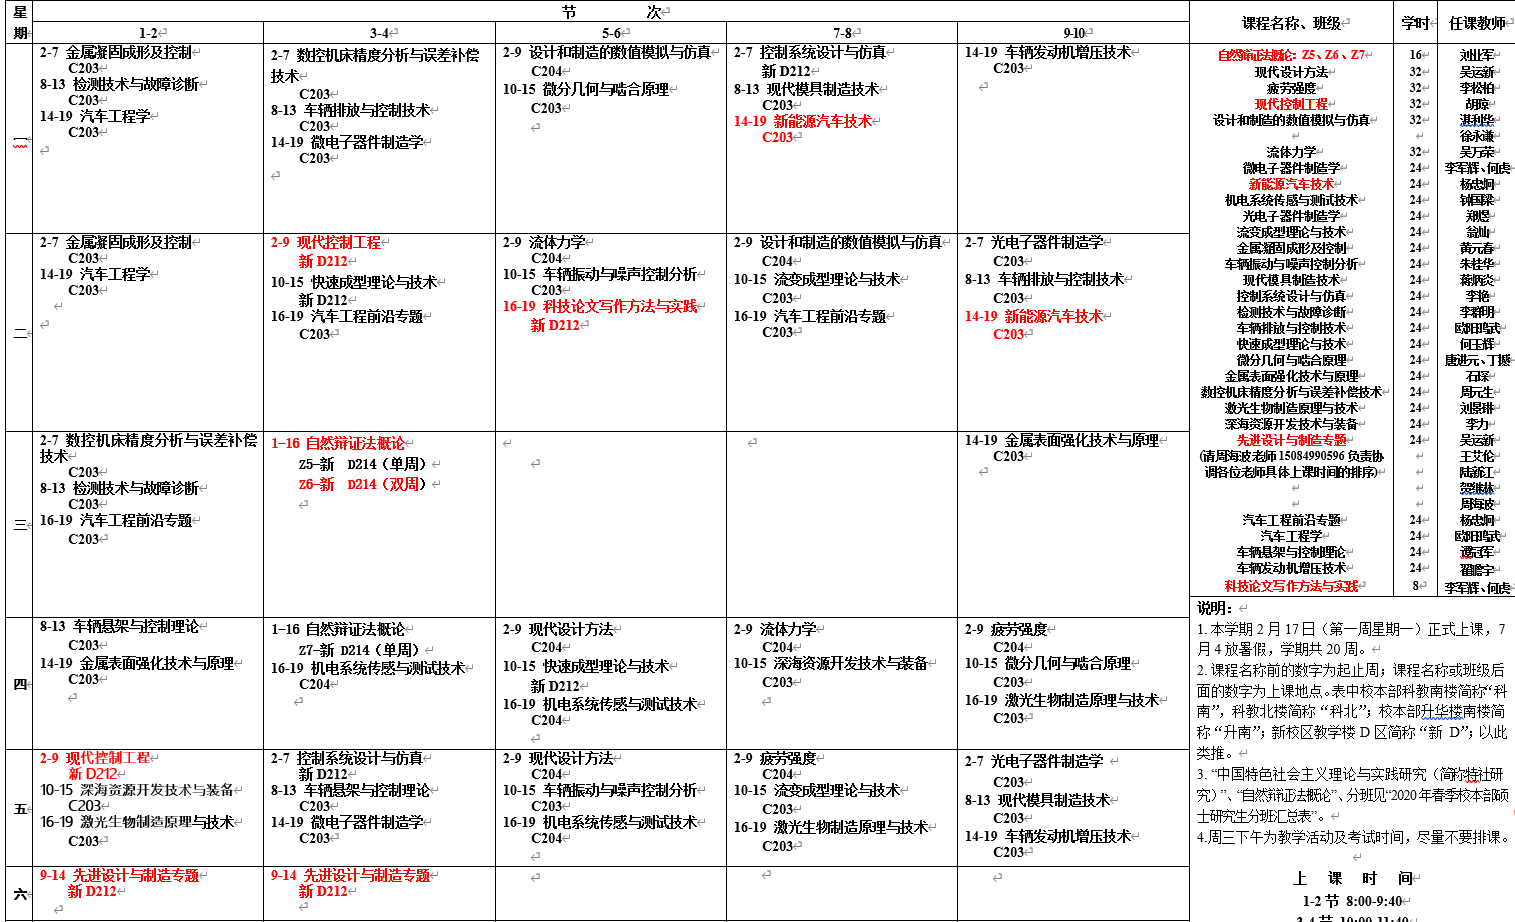 星期
节 次
1-2
3-4
5-6
7-8
9-10
一
2-7 金属凝固成形及控制
C203
8-13 检测技术与故障诊断
C203
14-19 汽车工程学
C203
2-7 数控机床精度分析与误差补偿
技术
C203
8-13 车辆排放与控制技术
C203
14-19 微电子器件制造学
C203
2-9 设计和制造的数值模拟与仿真
C204
10-15 微分几何与啮合原理
C203
2-7 控制系统设计与仿真
新 D212
8-13 现代模具制造技术
C203
14-19 新能源汽车技术
C203
14-19 车辆发动机增压技术
C203
二
2-7 金属凝固成形及控制
C203
14-19 汽车工程学
C203
2-9 现代控制工程
新 D212
10-15 快速成型理论与技术
新 D212
16-19 汽车工程前沿专题
C203
2-9 流体力学
C204
10-15 车辆振动与噪声控制分析
C203
16-19 科技论文写作方法与实践
新 D212
2-9 设计和制造的数值模拟与仿真
C204
10-15 流变成型理论与技术
C203
16-19 汽车工程前沿专题
C203
2-7 光电子器件制造学
C203
8-13 车辆排放与控制技术
C203
14-19 新能源汽车技术
C203
三
2-7 数控机床精度分析与误差补偿
技术
C203
8-13 检测技术与故障诊断
C203
16-19 汽车工程前沿专题
C203
1-16 自然辩证法概论
Z5-新 D214（单周）
Z6-新 D214（双周）
14-19 金属表面强化技术与原理
C203
四
8-13 车辆悬架与控制理论
C203
14-19 金属表面强化技术与原理
C203
1-16 自然辩证法概论
Z7-新 D214（单周）
16-19 机电系统传感与测试技术
C204
2-9 现代设计方法
C204
10-15 快速成型理论与技术
新 D212
16-19 机电系统传感与测试技术
C204
2-9 流体力学
C204
10-15 深海资源开发技术与装备
C203
2-9 疲劳强度
C204
10-15 微分几何与啮合原理
C203
16-19 激光生物制造原理与技术
C203
五
2-9 现代控制工程
新 D212
10-15 深海资源开发技术与装备
C203
16-19 激光生物制造原理与技术
C203
2-7 控制系统设计与仿真
新 D212
8-13 车辆悬架与控制理论
C203
14-19 微电子器件制造学
C203
2-9 现代设计方法
C204
10-15 车辆振动与噪声控制分析
C203
16-19 机电系统传感与测试技术
C204
2-9 疲劳强度
C204
10-15 流变成型理论与技术
C203
16-19 激光生物制造原理与技术
C203
2-7 光电子器件制造学
C203
8-13 现代模具制造技术
C203
14-19 车辆发动机增压技术
C203
六
9-14 先进设计与制造专题
新 D212
9-14 先进设计与制造专题
新 D212
课程名称、班级 学时 任课教师
自然辩证法概论：Z5、Z6、Z7 16 刘业军
现代设计方法 32 吴运新
疲劳强度 32 李松柏
现代控制工程 32 胡琼
设计和制造的数值模拟与仿真 32 湛利华
徐永谦
流体力学 32 吴万荣
微电子器件制造学 24 李军辉、何虎
新能源汽车技术 24 杨忠炯
机电系统传感与测试技术 24 钟国梁
光电子器件制造学 24 郑煜
流变成型理论与技术 24 翁灿
金属凝固成形及控制 24 黄元春
车辆振动与噪声控制分析 24 朱桂华
现代模具制造技术 24 蒋炳炎
控制系统设计与仿真 24 李艳
检测技术与故障诊断 24 李群明
车辆排放与控制技术 24 欧阳鸿武
快速成型理论与技术 24 何玉辉
微分几何与啮合原理 24 唐进元、丁撼
金属表面强化技术与原理 24 石琛
数控机床精度分析与误差补偿技术 24 周元生
激光生物制造原理与技术 24 刘景琳
深海资源开发技术与装备 24 李力
先进设计与制造专题 24 吴运新
(请周海波老师 15084990596 负责协 王艾伦
调各位老师具体上课时间的排序) 陆新江
贺继林
周海波
汽车工程前沿专题 24 杨忠炯
汽车工程学 24 欧阳鸿武
车辆悬架与控制理论 24 谭冠军
车辆发动机增压技术 24 翟瞻宇
科技论文写作方法与实践 8 李军辉、何虎
说明：
1. 本学期 2 月 17 日（第一周星期一）正式上课，7
月 4 放暑假，学期共 20 周。
2. 课程名称前的数字为起止周；课程名称或班级后
面的数字为上课地点。表中校本部科教南楼简称“科
南”，科教北楼简称“科北”；校本部升华楼南楼简
称“升南”；新校区教学楼 D 区简称“新 D”；以此
类推。
3. “中国特色社会主义理论与实践研究（简称特社研
究）”、“自然辩证法概论”、分班见“2020 年春季校本部硕
士研究生分班汇总表”。
4.周三下午为教学活动及考试时间，尽量不要排课。
上 课 时 间
1-2 节 8:00-9:40
3-4 节 10:00-11:40